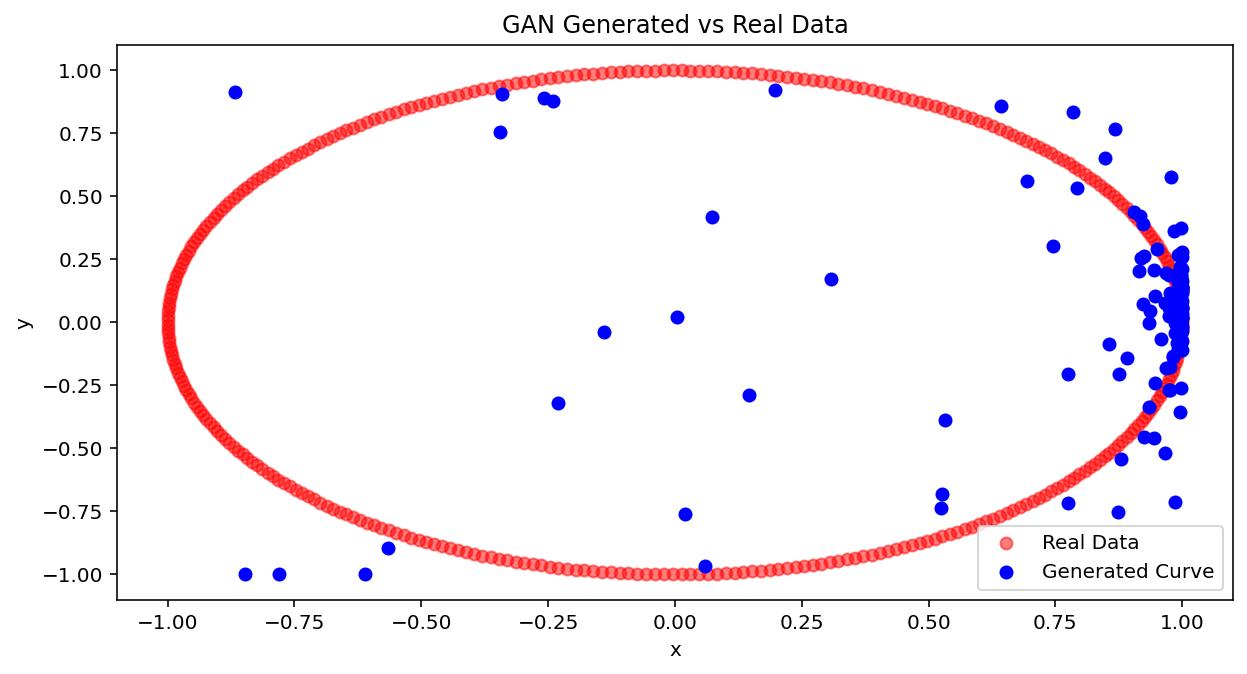 GAN Generated vs Real Data
1.00
0.75
0.50
0.25
0.00
−0.25
−0.50
−0.75
−1.00
y
Real Data
Generated Curve
−1.00 −0.75 −0.50 −0.25 0.00 0.25 0.50 0.75 1.00
x